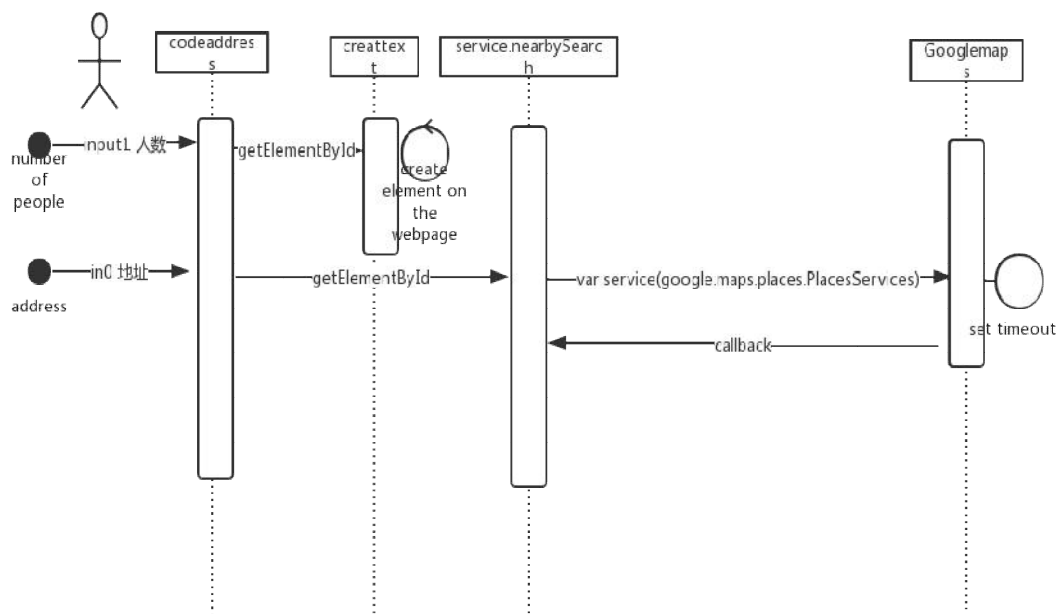 codeaddres
s
creattex
t
service.nearbySearc
h
Googlemap
s
input1 人数
number
of
people
getElementById
create
element on
the
webpage
in0 地址
address
getElementById
var service(google.maps.places.PlacesServices)
set timeout
callback